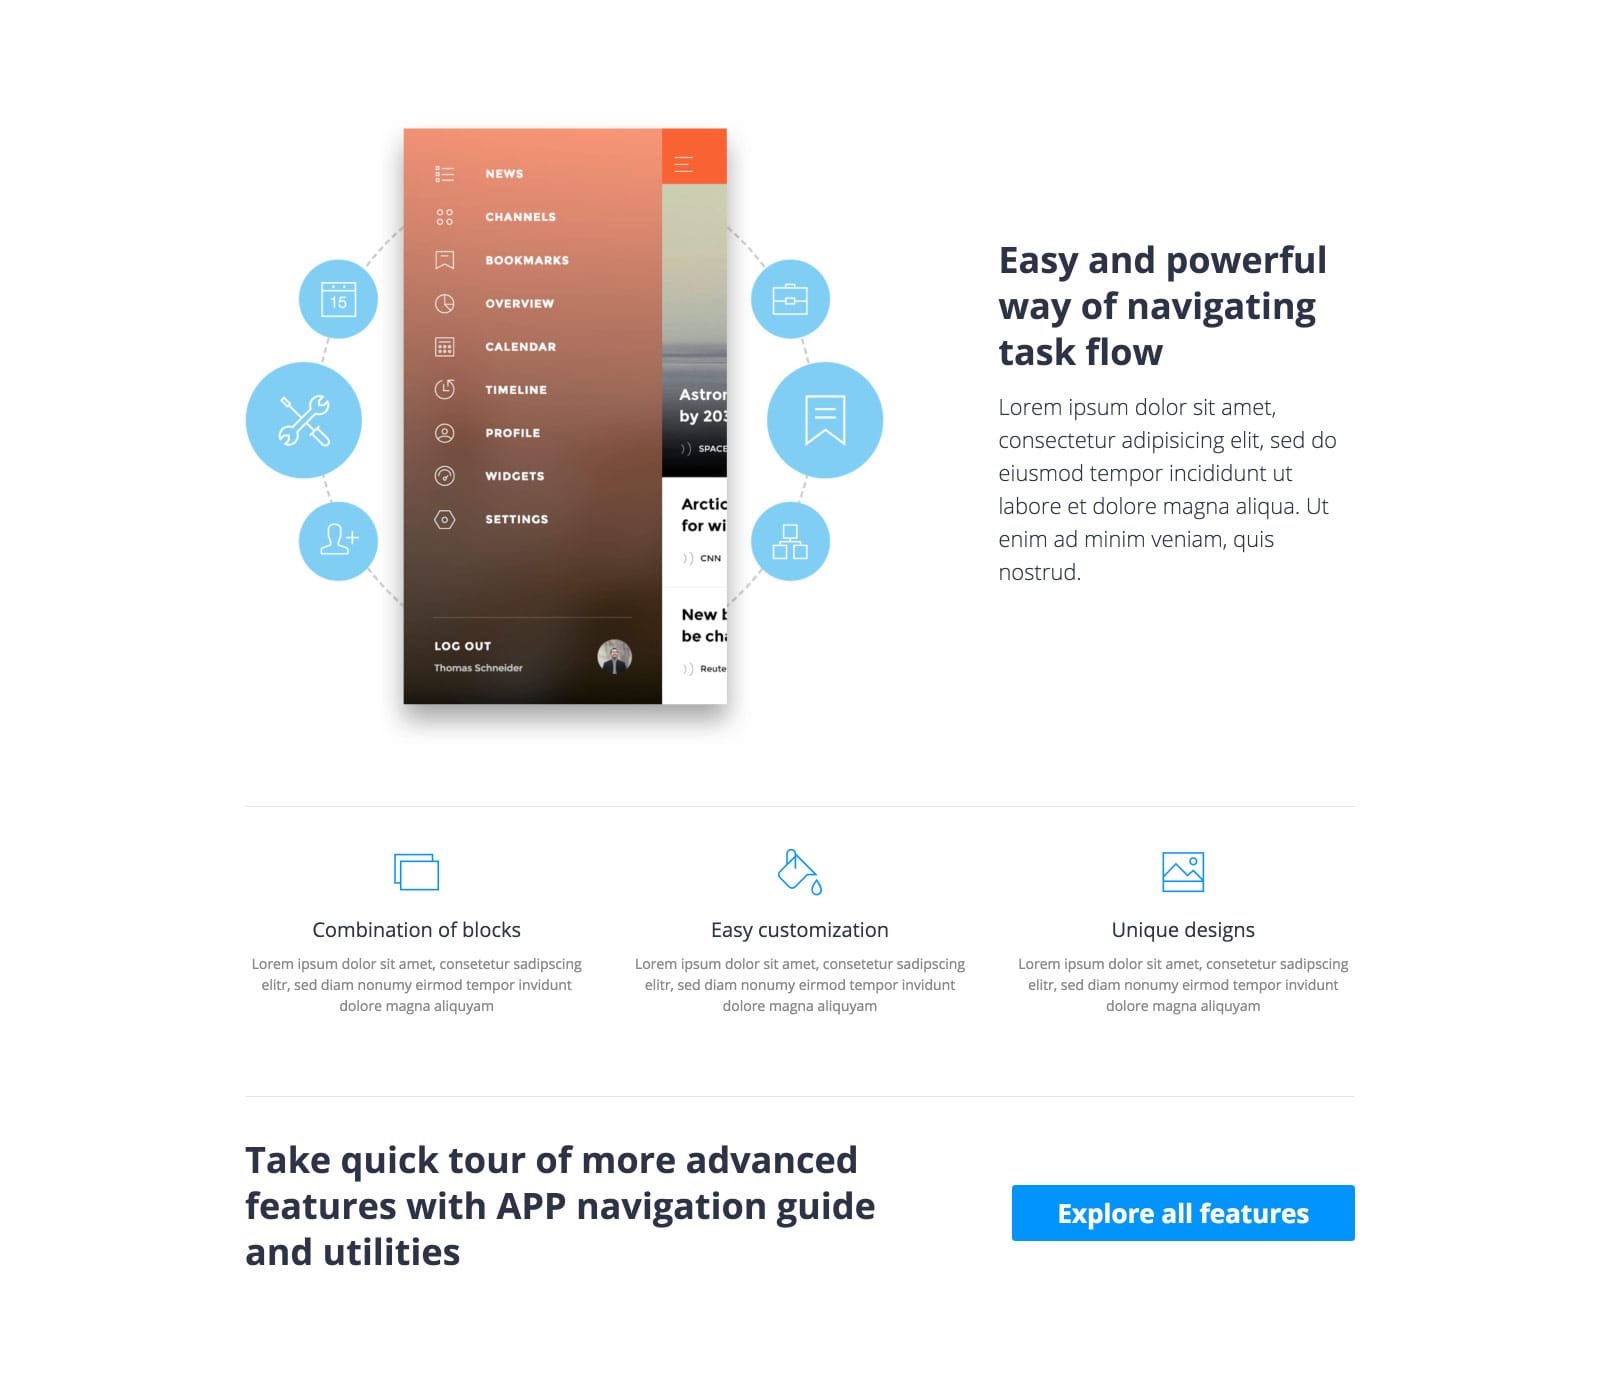 NEWS
CHANNELS
BOOKMARKS
OVERVIEW
CALENDAR
TIMELINE
PROFILE
WIDGETS
SETTINGS
LOG OUT
Thomas Schneider
15
by
SPACE
for
CNN
New
be
Easy and powerful
way of navigating
task flow
Lorem ipsum dolor sit amet,
consectetur adipisicing elit, sed do
eiusmod tempor incididunt ut
labore et dolore magna aliqua. Ut
enim ad minim veniam, quis
nostrud.
Combination of blocks
Lorem ipsum dolor sit amet, consetetur sadipscing
elitr, sed diam nonumy eirmod tempor invidunt
dolore magna aliquyam
Easy customization
Lorem ipsum dolor sit amet, consetetur sadipscing
elitr, sed diam nonumy eirmod tempor invidunt
dolore magna aliquyam
Unique designs
Lorem ipsum dolor sit amet, consetetur sadipscing
elitr, sed diam nonumy eirmod tempor invidunt
dolore magna aliquyam
Take quick tour of more advanced
features with APP navigation guide
and utilities
Explore all features